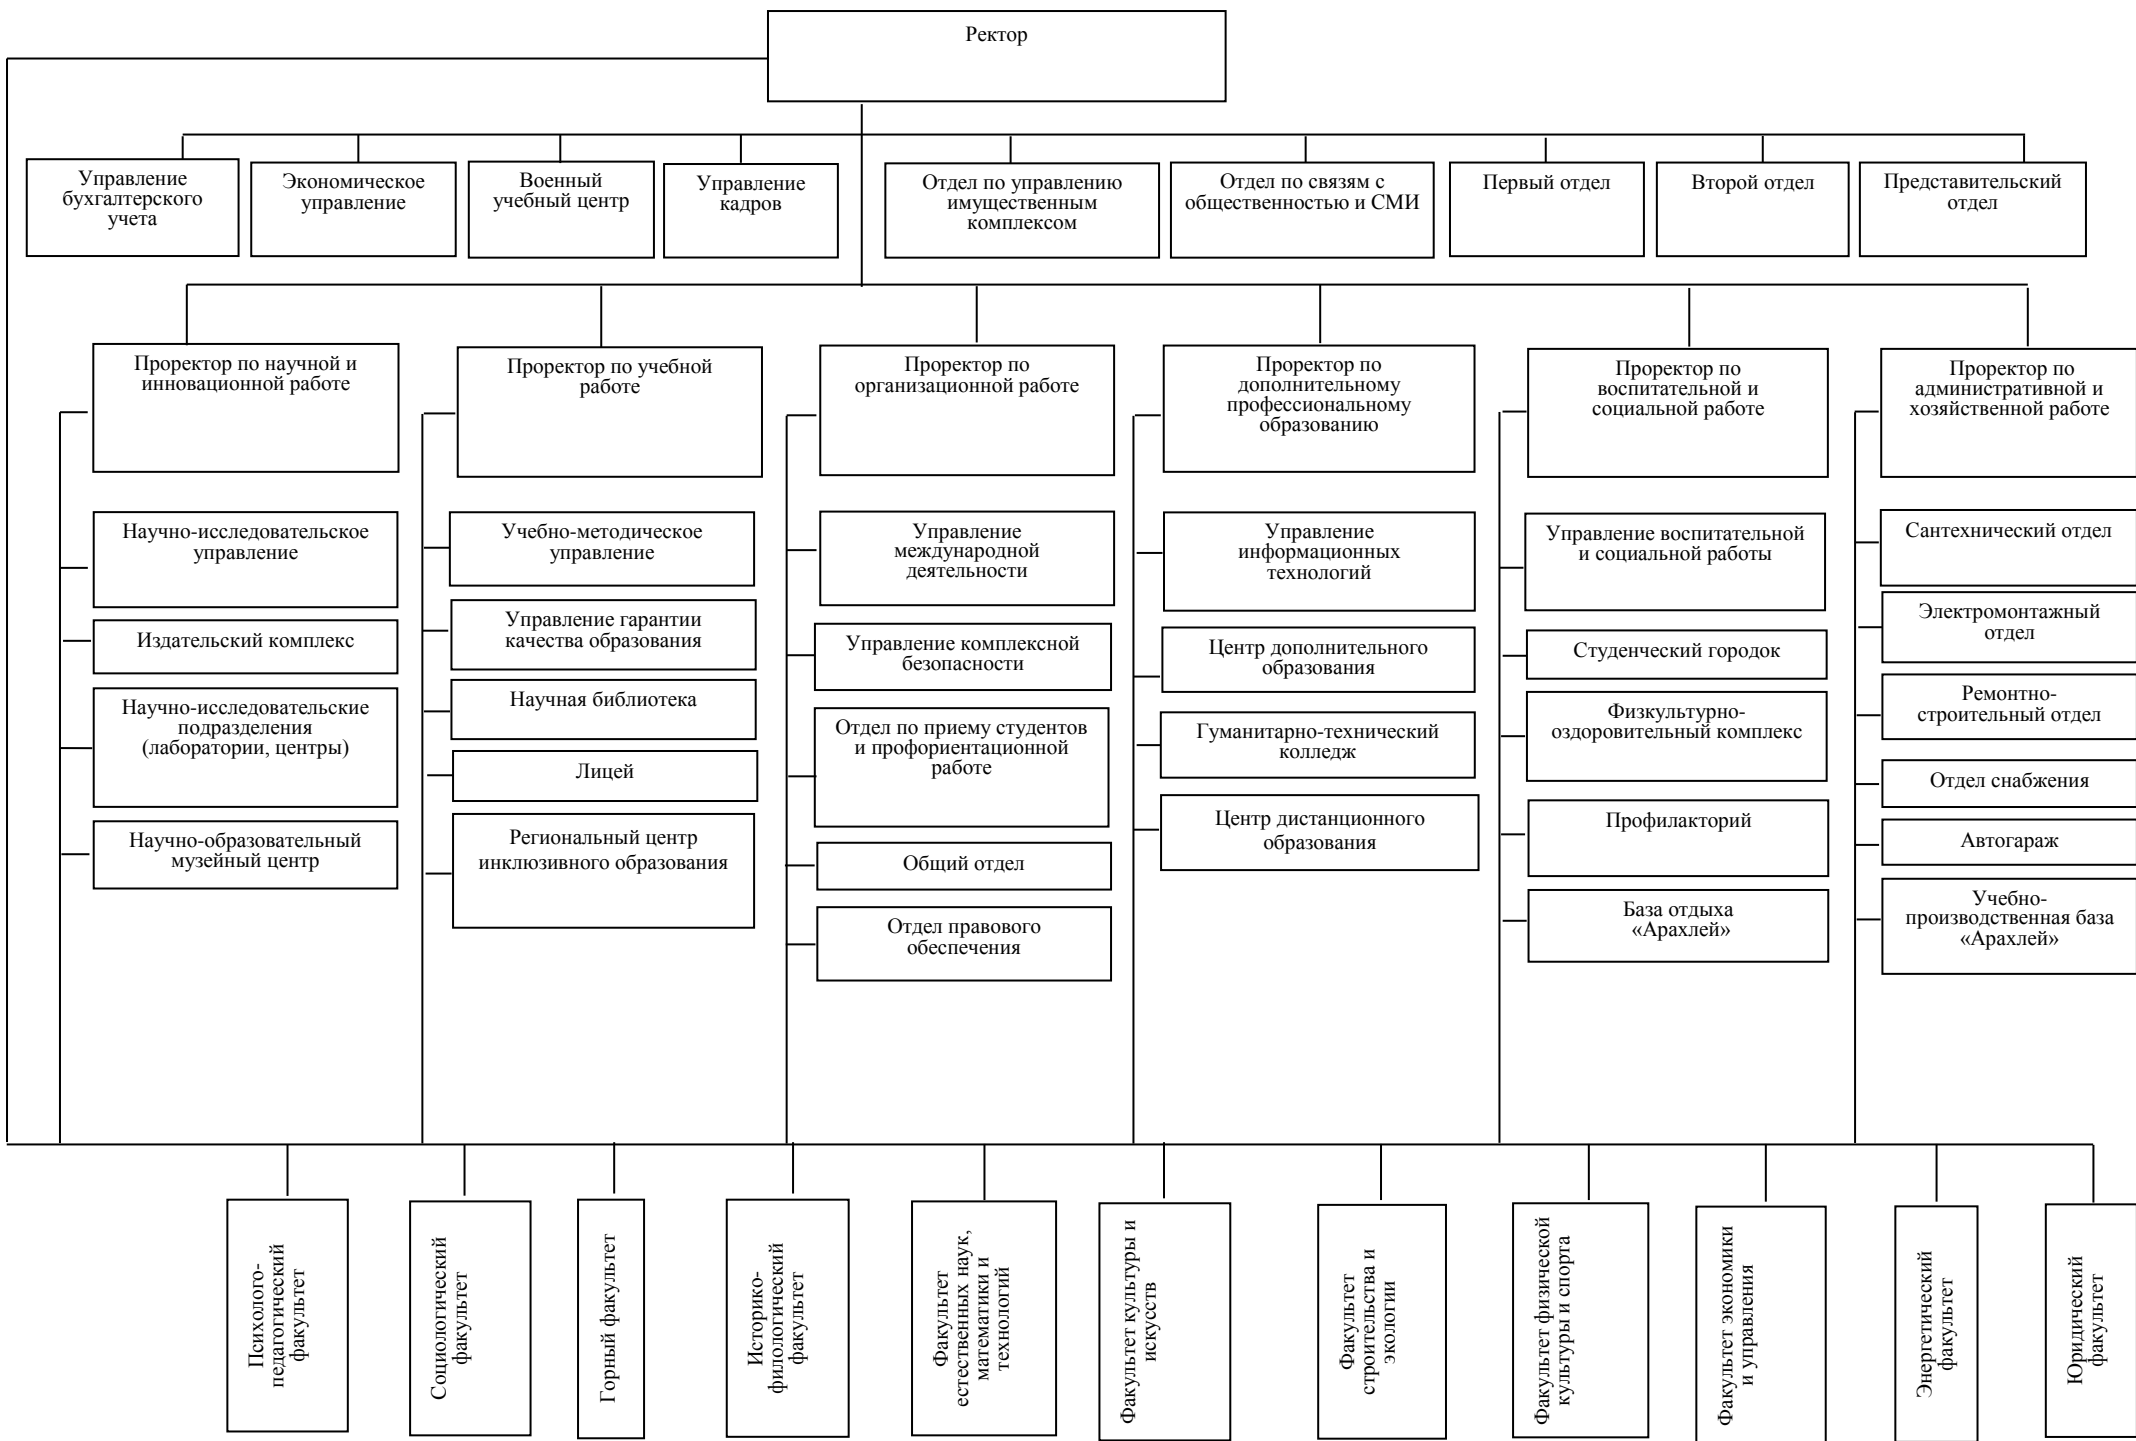 Ректор
Управление
бухгалтерского
учета
Экономическое
управление
Военный
учебный центр
Управление
кадров
Отдел по управлению
имущественным
комплексом
Отдел по связям с
общественностью и СМИ
Первый отдел
Второй отдел
Представительский
отдел
Проректор по научной и
инновационной работе
Проректор по учебной
работе
Проректор по
организационной работе
Проректор по
дополнительному
профессиональному
образованию
Проректор по
воспитательной и
социальной работе
Проректор по
административной и
хозяйственной работе
Научно-исследовательское
управление
Издательский комплекс
Научно-исследовательские
подразделения
(лаборатории, центры)
Научно-образовательный
музейный центр
Учебно-методическое
управление
Управление гарантии
качества образования
Научная библиотека
Лицей
Региональный центр
инклюзивного образования
Управление
международной
деятельности
Управление комплексной
безопасности
Отдел по приему студентов
и профориентационной
работе
Общий отдел
Отдел правового
обеспечения
Управление
информационных
технологий
Центр дополнительного
образования
Гуманитарно-технический
колледж
Центр дистанционного
образования
Управление воспитательной
и социальной работы
Студенческий городок
Физкультурно-
оздоровительный комплекс
Профилакторий
База отдыха
«Арахлей»
Сантехнический отдел
Электромонтажный
отдел
Ремонтно-
строительный отдел
Отдел снабжения
Автогараж
Учебно-
производственная база
«Арахлей»
Психолого-
педагогический
факультет
Социологический
факультет
Горный факультет
Историко-
филологический
факультет
Факультет
естественных наук,
математики и
технологий
Факультет культуры и
искусств
Факультет
строительства и
экологии
Факультет физической
культуры и спорта
Факультет экономики
и управления
Энергетический
факультет
Юридический
факультет